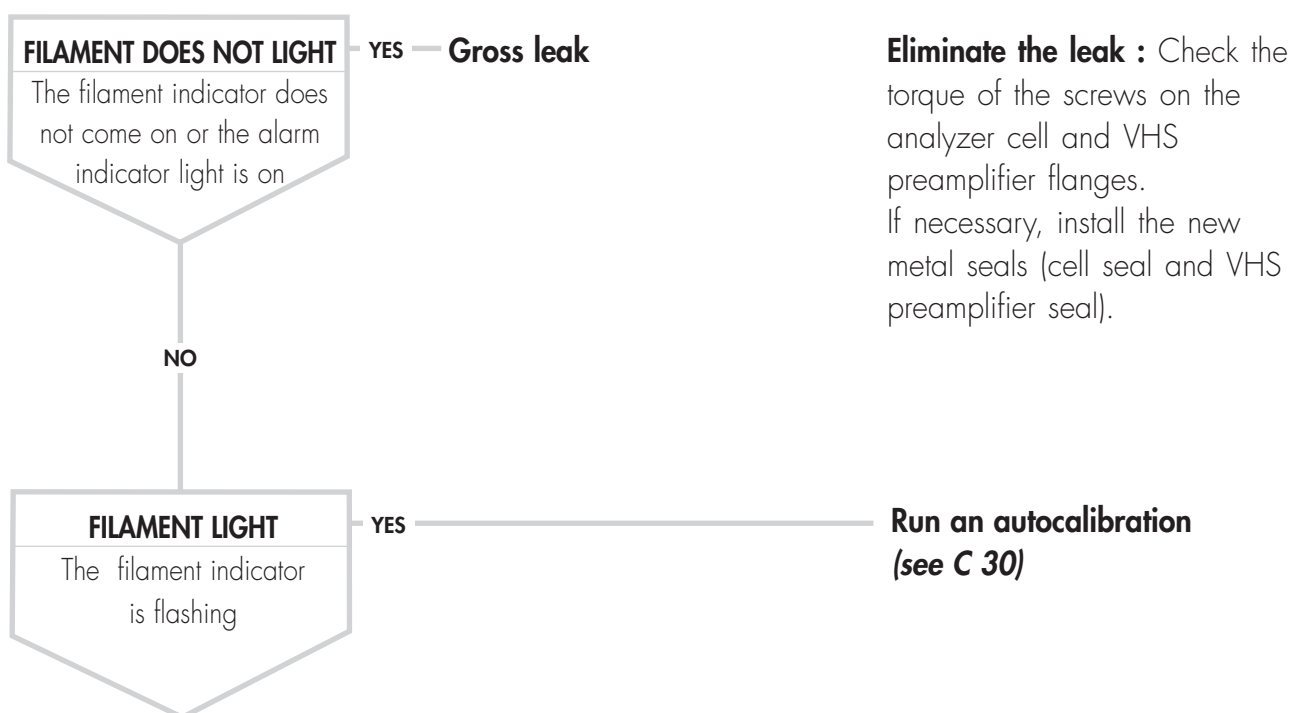 FILAMENT DOES NOT LIGHT
The filament indicator does
not come on or the alarm
indicator light is on
YES
Gross leak
Eliminate the leak : Check the
torque of the screws on the
analyzer cell and VHS
preamplifier flanges.
If necessary, install the new
metal seals (cell seal and VHS
preamplifier seal).
NO
FILAMENT LIGHT
The filament indicator
is flashing
YES
Run an autocalibration
(see C 30)